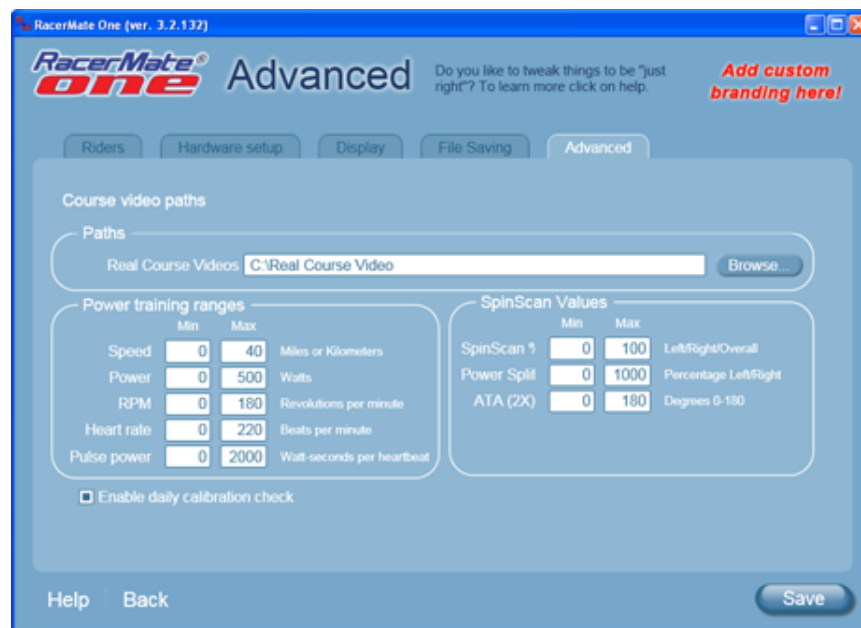 RacerMate One (ver. 3.2.132)
RacerMate®
one
Advanced
Do you like to tweak things to be "just
right"? To learn more click on help.
Add custom
branding here!
Riders
Hardware setup
Display
File Saving
Advanced
Course video paths
Paths
Real Course Videos C:\Real Course Video
Browse...
Power training ranges
Min Max
Speed 0 40 Miles or Kilometers
Power 0 500 Watts
RPM 0 180 Revolutions per minute
Heart rate 0 220 Beats per minute
Pulse power 0 2000 Watt-seconds per heartbeat
SpinScan Values
Min Max
SpinScan 0 100 Left/Right/Overall
Power Split 0 1000 Percentage Left/Right
ATA (2X) 0 180 Degrees 0-180
Enable daily calibration check
Help Back
Save